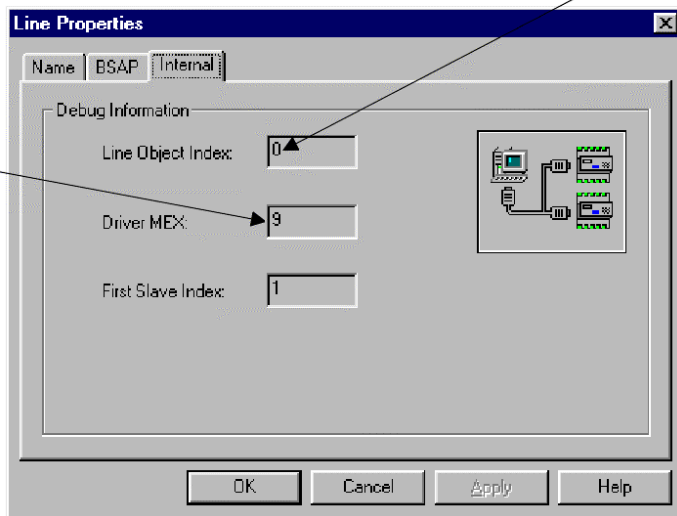 Line Properties
Name BSAP Internal
Debug Information
Line Object Index: 0
Driver MEX: 9
First Slave Index: 1
OK Cancel Apply Help